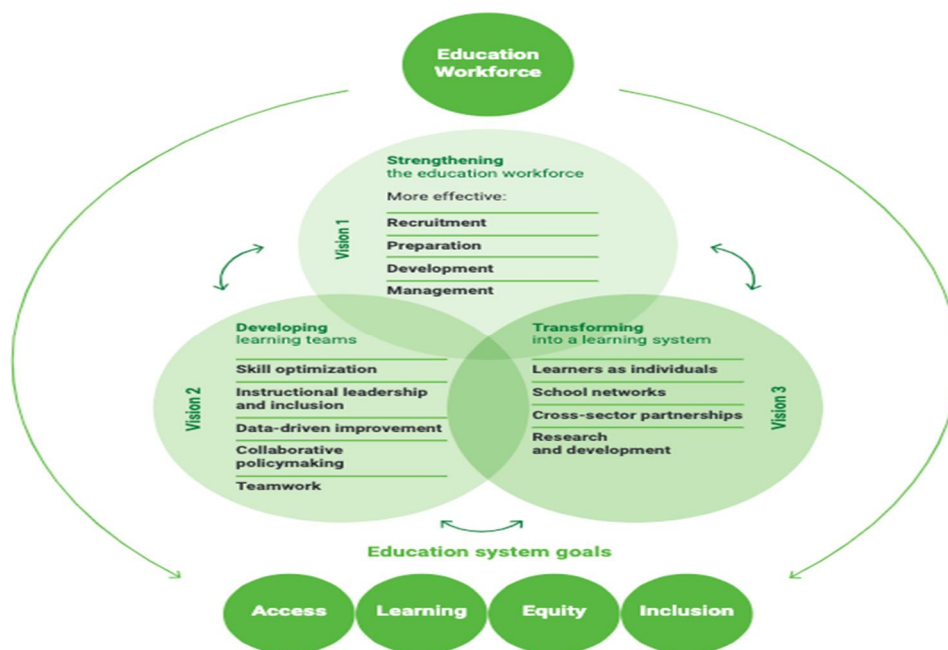 Education
Workforce
Strengthening
the education workforce
More effective:
Recruitment
Preparation
Development
Management
Vision 1
Developing
learning teams
Skill optimization
Instructional leadership
and inclusion
Data-driven improvement
Collaborative
policymaking
Teamwork
Vision 2
Transforming
into a learning system
Learners as individuals
School networks
Cross-sector partnerships
Research
and development
Vision 3
Education system goals
Access
Learning
Equity
Inclusion